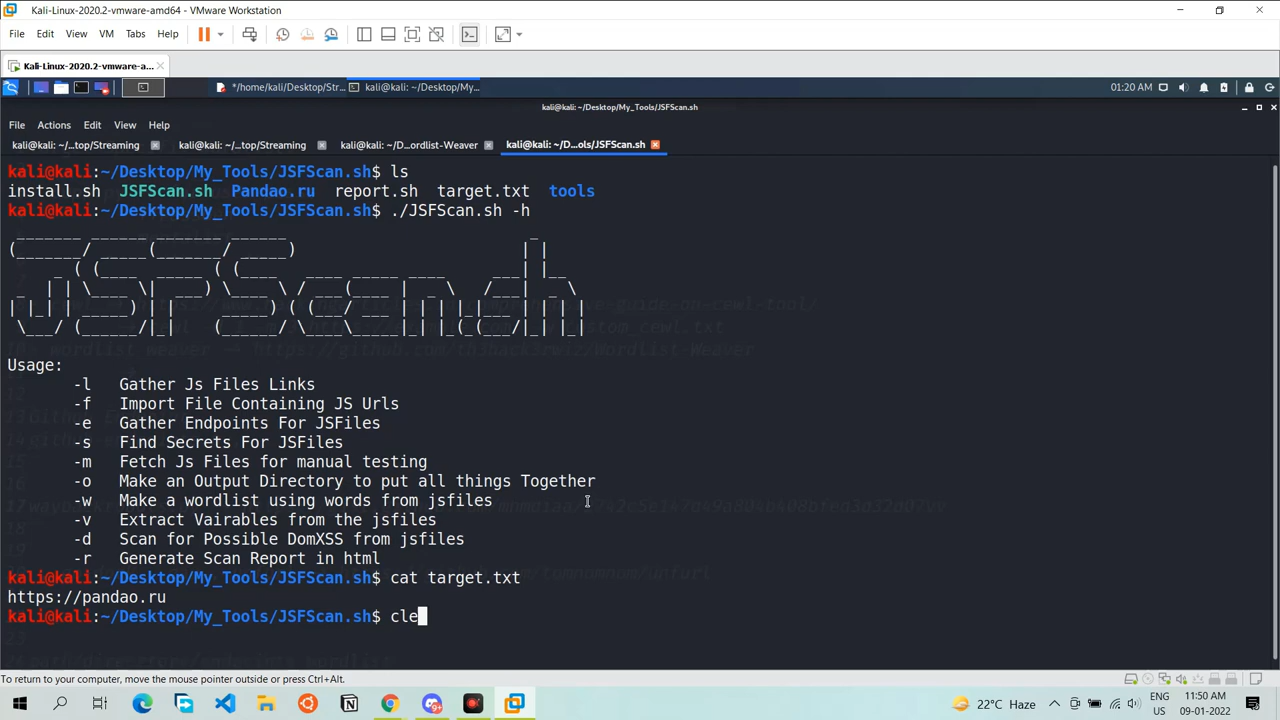 Kali-Linux-2020.2-vmware-amd64 - VMware Workstation
File Edit View VM Tabs Help
Kali-Linux-2020.2-vmware-a...
*/home/kali/Desktop/Str... kali@kali: ~/Desktop/My... 01:20 AM
kali@kali: ~/Desktop/My_Tools/JSFScan.sh
File Actions Edit View Help
kali@kali: ~/...top/Streaming kali@kali: ~/...top/Streaming kali@kali: ~/D...ordlist-Weaver kali@kali: ~/D...ols/JSFScan.sh
kali@kali:~/Desktop/My_Tools/JSFScan.sh$ ls
install.sh JSFScan.sh Pandao.ru report.sh target.txt tools
kali@kali:~/Desktop/My_Tools/JSFScan.sh$ ./JSFScan.sh -h
JSFScan.sh
Usage:
-l Gather Js Files Links
-f Import File Containing JS Urls
-e Gather Endpoints For JSFiles
-s Find Secrets For JSFiles
-m Fetch Js Files for manual testing
-o Make an Output Directory to put all things Together
-w Make a wordlist using words from jsfiles
-v Extract Vairables from the jsfiles
-d Scan for Possible DomXSS from jsfiles
-r Generate Scan Report in html
kali@kali:~/Desktop/My_Tools/JSFScan.sh$ cat target.txt
https://pandao.ru
kali@kali:~/Desktop/My_Tools/JSFScan.sh$ cle
To return to your computer, move the mouse pointer outside or press Ctrl+Alt.
22°C Haze ENG US 11:50 AM 09-01-2022